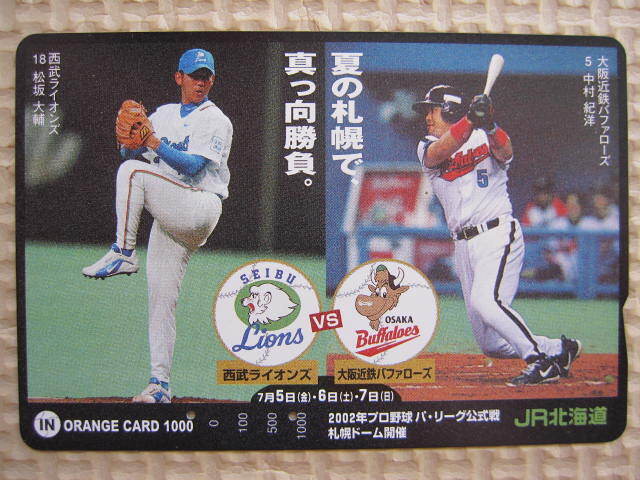 西武ライオンズ
18 松坂 大輔
夏の札幌で、
真っ向勝負。
大阪近鉄バファローズ
5 中村 紀洋
Buffaloes
5
SEIBU
Lions
VS
OSAKA
Buffaloes
西武ライオンズ
大阪近鉄バファローズ
7月5日(金)・6日(土)・7日(日)
IN ORANGE CARD 1000
0 100 500 1000
2002年プロ野球 パ・リーグ公式戦
札幌ドーム開催
JR北海道